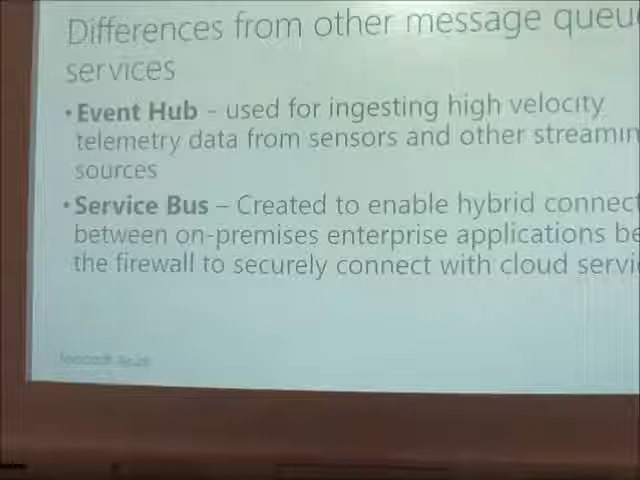 Differences from other message queu
services
• Event Hub - used for ingesting high velocity
telemetry data from sensors and other streamin
sources
• Service Bus – Created to enable hybrid connect
between on-premises enterprise applications be
the firewall to securely connect with cloud servi